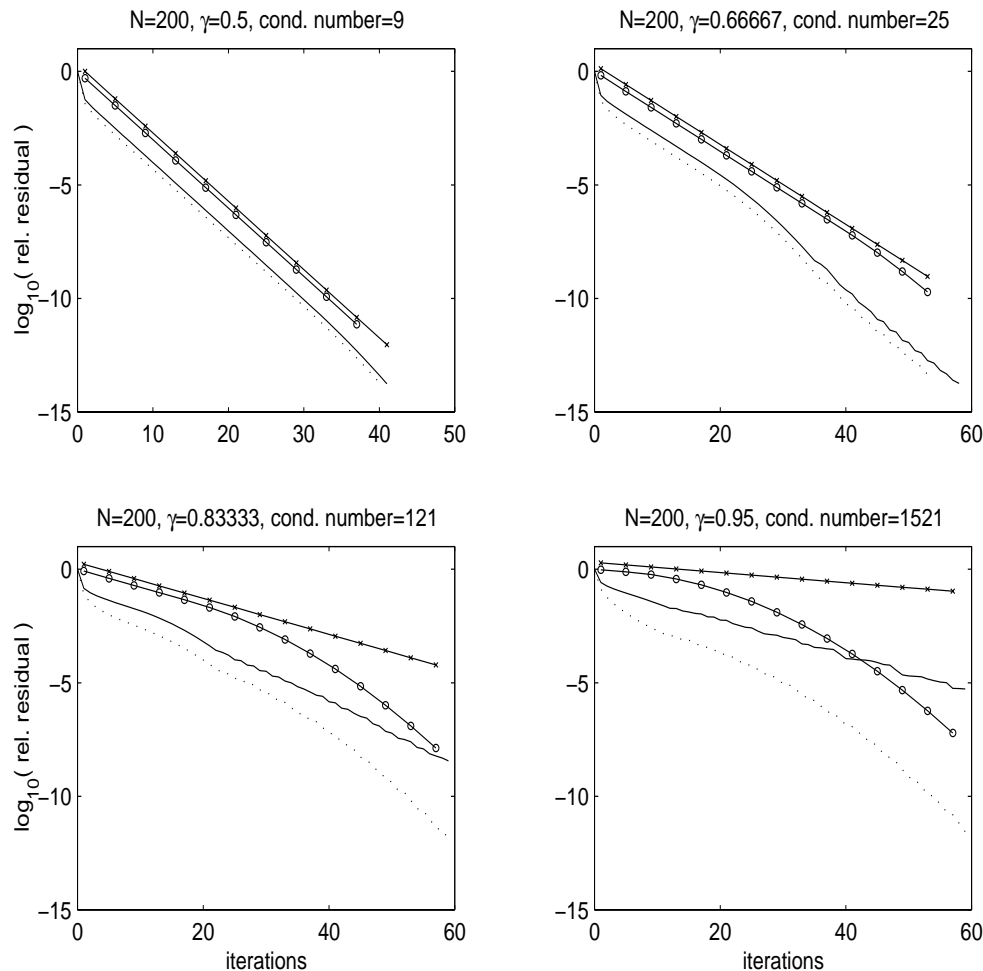 N=200, γ=0.5, cond. number=9
N=200, γ=0.66667, cond. number=25
log10( rel. residual )
0
−5
−10
−15
0 10 20 30 40 50
0
−5
−10
−15
0 20 40 60
N=200, γ=0.83333, cond. number=121
N=200, γ=0.95, cond. number=1521
log10( rel. residual )
0
−5
−10
−15
0 20 40 60
iterations
0
−5
−10
−15
0 20 40 60
iterations